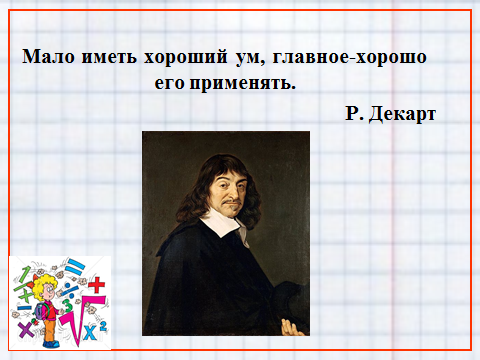 Мало иметь хороший ум, главное-хорошо
его применять.
Р. Декарт